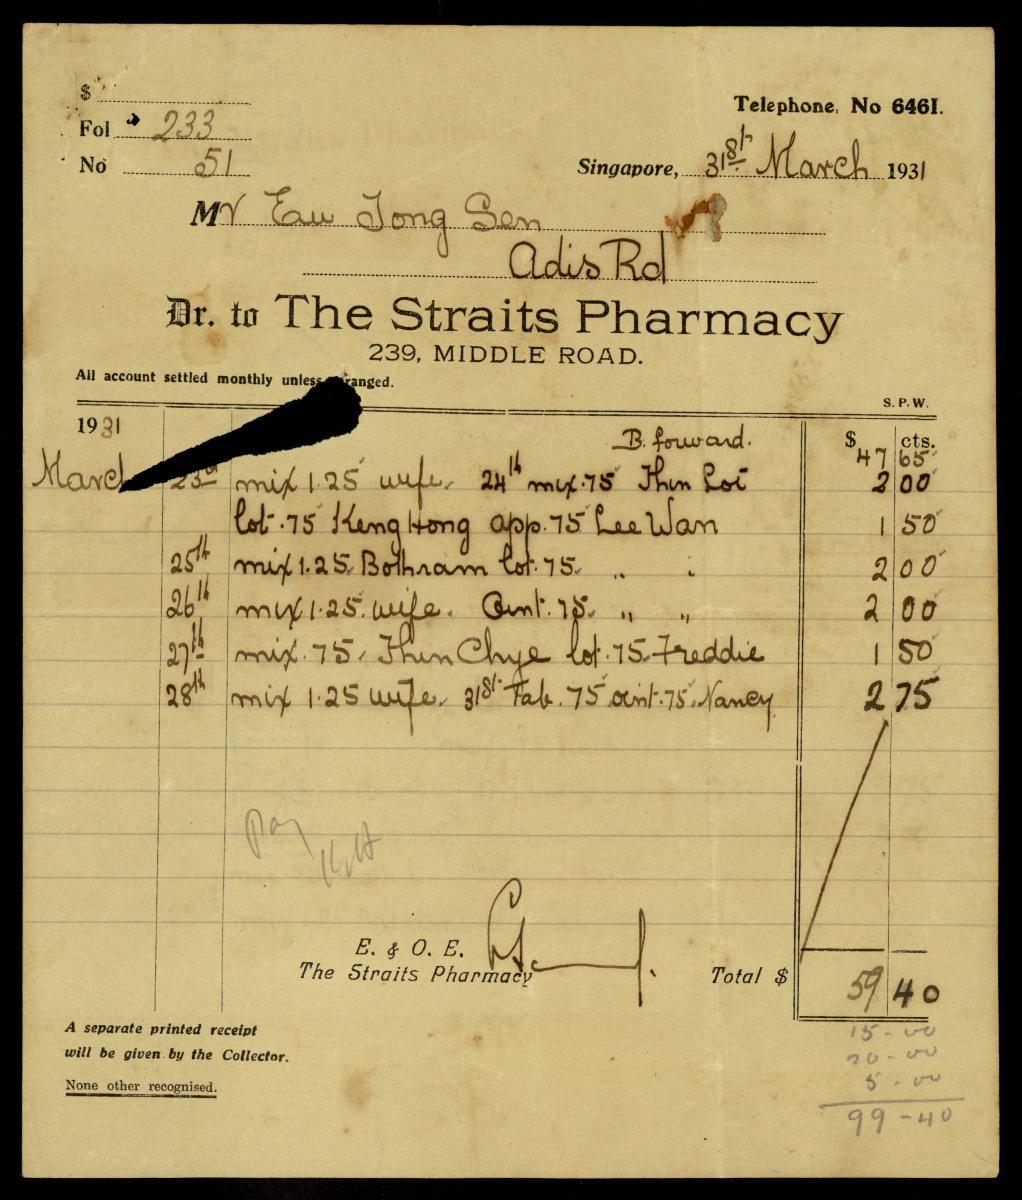 $
Telephone. No 6461.
Fol 233
No 51
Singapore, 31st March 1931
Mr Eau Tong Sen
Adis Rd
Dr. to The Straits Pharmacy
239, MIDDLE ROAD.
All account settled monthly unless ranged.
S. P. W.
1931 B. forward. $ cts.
47 65
March 23rd mix 1.25 wife. 24th mix .75 Thin Loi 2 00
lot .75 Keng Hong app .75 Lee Wan 1 50
25th mix 1.25. Bothram lot .75. " " 2 00
26th mix 1.25. wife. Oint. 75. " " 2 00
27th mix .75. Thin Chye lot .75. Freddie 1 50
28th mix 1.25 wife. 31st Tab. 75 oint .75. Nancy 2 75
Pay
E. & O. E.
The Straits Pharmacy Total $ 59 40
A separate printed receipt
will be given by the Collector.
None other recognised.
15-00
20-00
5-00
99-40